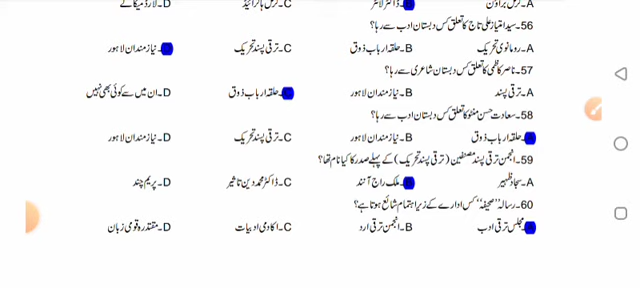 A۔ کرنل براؤن B۔ ڈاکٹر لائٹنر C۔ کرنل ہالرائیڈ D۔ لارڈ میکالے
56۔ سید امتیاز علی تاج کا تعلق کس دبستان ادب سے رہا؟
A۔ رومانوی تحریک B۔ حلقہ ارباب ذوق C۔ ترقی پسند تحریک نیاز مندان لاہور
57۔ ناصر کاظمی کا تعلق کس دبستان شاعری سے رہا؟
A۔ ترقی پسند B۔ نیاز مندان لاہور حلقہ ارباب ذوق D۔ ان میں سے کوئی بھی نہیں
58۔ سعادت حسن منٹو کا تعلق کس دبستان ادب سے رہا؟
حلقہ ارباب ذوق B۔ نیاز مندان لاہور C۔ ترقی پسند تحریک D۔ نیاز مندان لاہور
59۔ انجمن ترقی پسند مصنفین (ترقی پسند تحریک) کے پہلے صدر کا کیا نام تھا؟
A۔ سجاد ظہیر ملک راج آنند C۔ ڈاکٹر محمد دین تاثیر D۔ پریم چند
60۔ رسالہ "صحیفہ" کس ادارے کے زیر اہتمام شائع ہوتا ہے؟
مجلس ترقی ادب B۔ انجمن ترقی ارد C۔ اکادمی ادبیات D۔ مقتدرہ قومی زبان